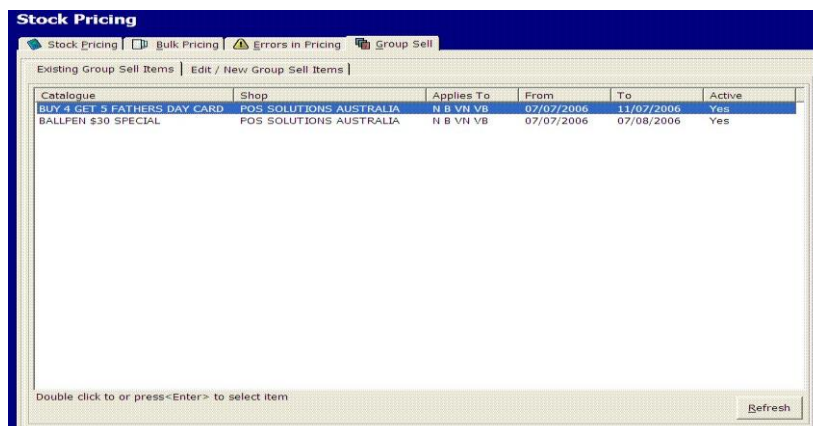 Stock Pricing
Stock Pricing Bulk Pricing Errors in Pricing Group Sell
Existing Group Sell Items Edit / New Group Sell Items
Catalogue Shop Applies To From To Active
BUY 4 GET 5 FATHERS DAY CARD POS SOLUTIONS AUSTRALIA N B VN VB 07/07/2006 11/07/2006 Yes
BALLPEN $30 SPECIAL POS SOLUTIONS AUSTRALIA N B VN VB 07/07/2006 07/08/2006 Yes
Double click to or press<Enter> to select item
Refresh